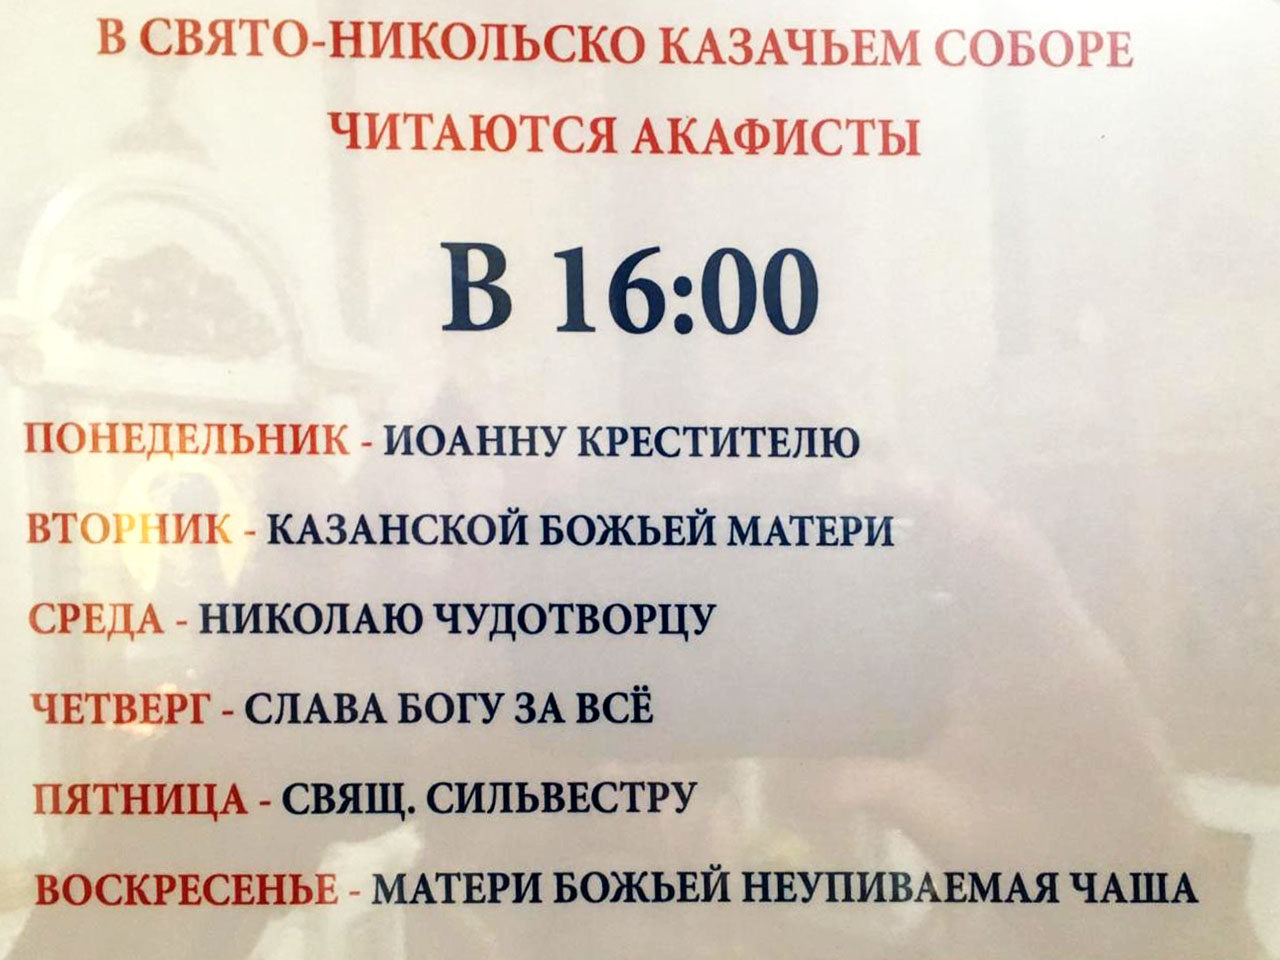 В СВЯТО-НИКОЛЬСКО КАЗАЧЬЕМ СОБОРЕ
ЧИТАЮТСЯ АКАФИСТЫ
В 16:00
ПОНЕДЕЛЬНИК - ИОАННУ КРЕСТИТЕЛЮ
ВТОРНИК - КАЗАНСКОЙ БОЖЬЕЙ МАТЕРИ
СРЕДА - НИКОЛАЮ ЧУДОТВОРЦУ
ЧЕТВЕРГ - СЛАВА БОГУ ЗА ВСЁ
ПЯТНИЦА - СВЯЩ. СИЛЬВЕСТРУ
ВОСКРЕСЕНЬЕ - МАТЕРИ БОЖЬЕЙ НЕУПИВАЕМАЯ ЧАША